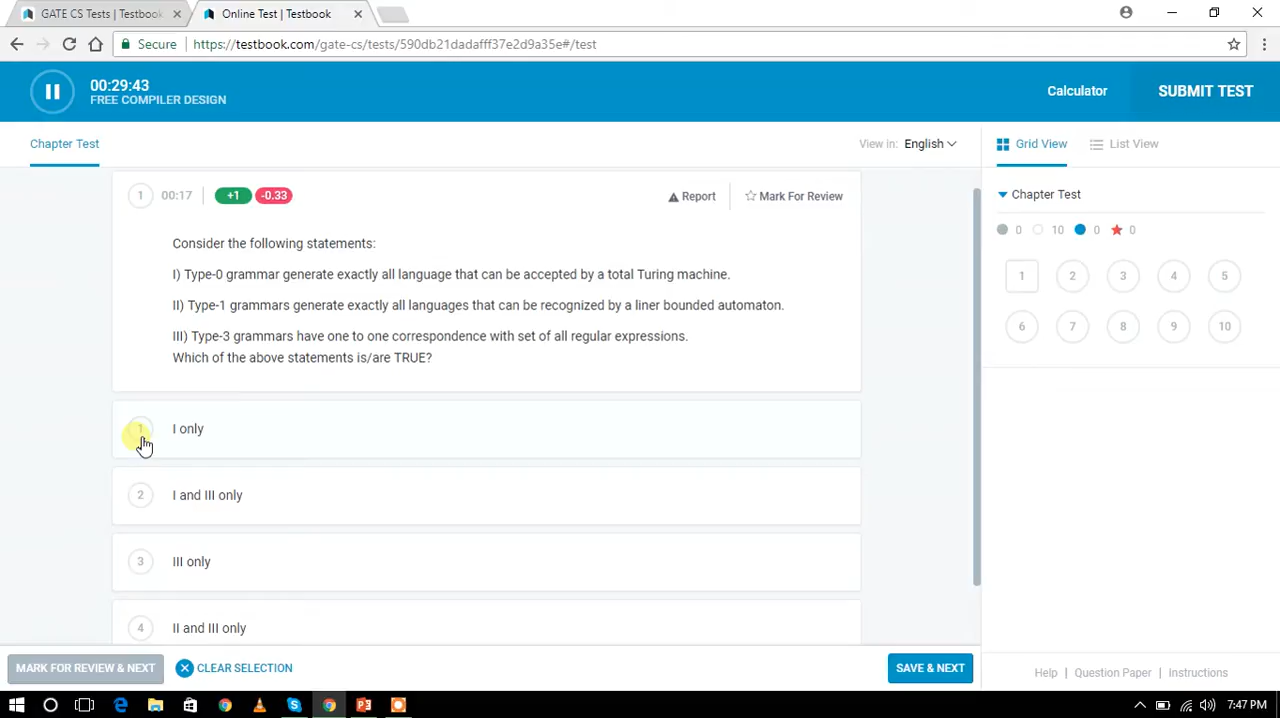 GATE CS Tests | Testbook
Online Test | Testbook
Secure
https://testbook.com/gate-cs/tests/590db21dadafff37e2d9a35e#/test
00:29:43
FREE COMPILER DESIGN
Calculator
SUBMIT TEST
Chapter Test
View in: English
Grid View
List View
1 00:17 +1 -0.33
Report
Mark For Review
Chapter Test
0 10 0 0
Consider the following statements:
I) Type-0 grammar generate exactly all language that can be accepted by a total Turing machine.
II) Type-1 grammars generate exactly all languages that can be recognized by a liner bounded automaton.
III) Type-3 grammars have one to one correspondence with set of all regular expressions.
Which of the above statements is/are TRUE?
1 2 3 4 5
6 7 8 9 10
1 I only
2 I and III only
3 III only
4 II and III only
MARK FOR REVIEW & NEXT
CLEAR SELECTION
SAVE & NEXT
Help | Question Paper | Instructions
7:47 PM